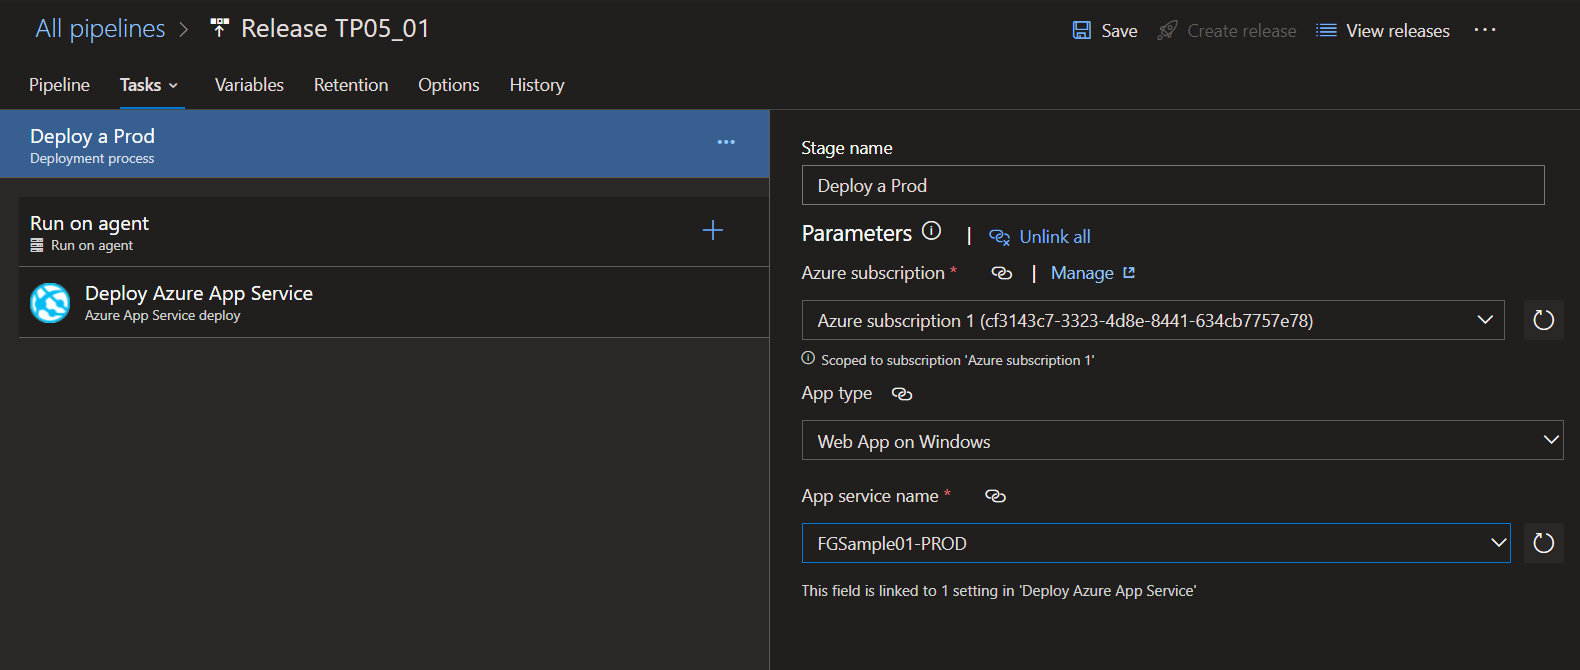 All pipelines > Release TP05_01
Save Create release View releases ...
Pipeline Tasks Variables Retention Options History
Deploy a Prod
Deployment process
...
Run on agent
Run on agent
+
Deploy Azure App Service
Azure App Service deploy
Stage name
Deploy a Prod
Parameters | Unlink all
Azure subscription * | Manage
Azure subscription 1 (cf3143c7-3323-4d8e-8441-634cb7757e78)
Scoped to subscription 'Azure subscription 1'
App type
Web App on Windows
App service name *
FGSample01-PROD
This field is linked to 1 setting in 'Deploy Azure App Service'